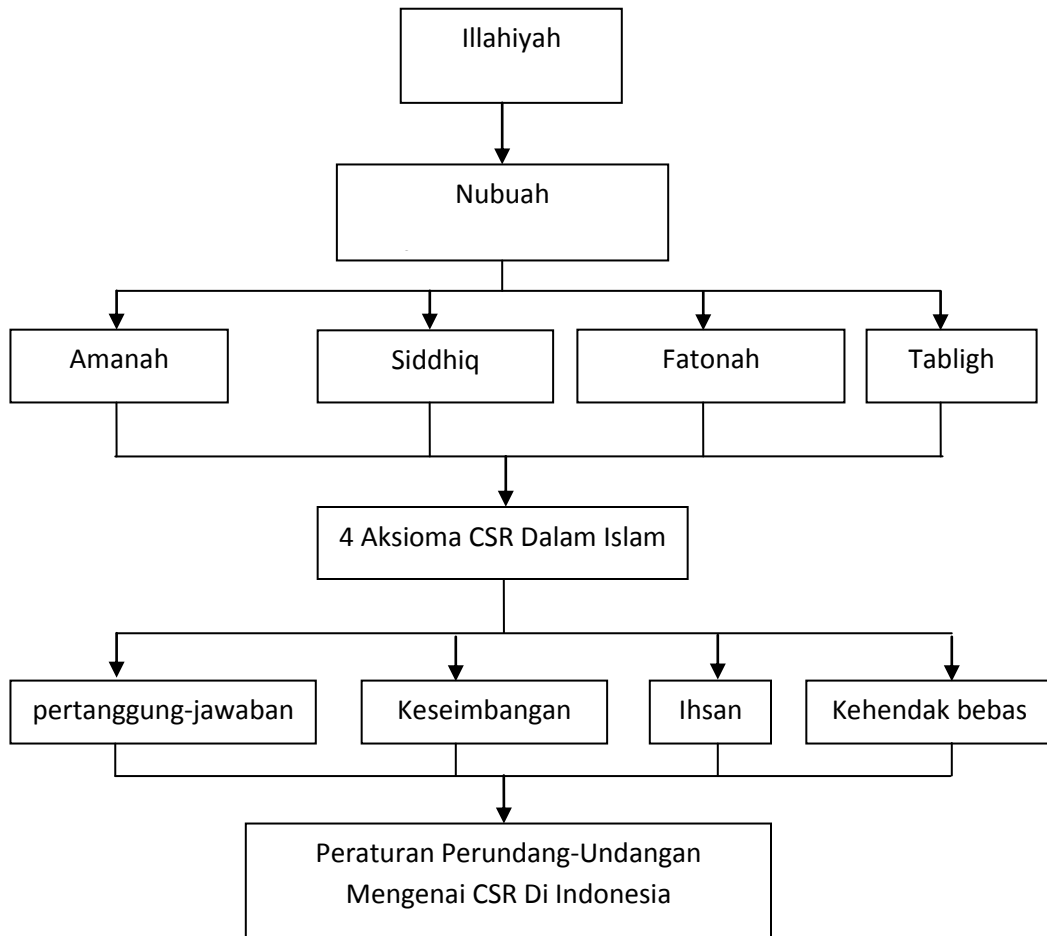 Illahiyah
Nubuah
Amanah
Siddhiq
Fatonah
Tabligh
4 Aksioma CSR Dalam Islam
pertanggung-jawaban
Keseimbangan
Ihsan
Kehendak bebas
Peraturan Perundang-Undangan
Mengenai CSR Di Indonesia